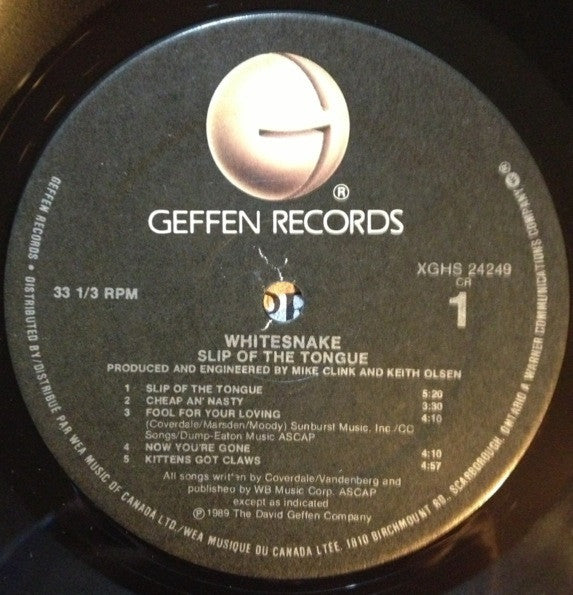 ®
GEFFEN RECORDS
33 1/3 RPM
XGHS 24249
CR
1
WHITESNAKE
SLIP OF THE TONGUE
PRODUCED AND ENGINEERED BY MIKE CLINK AND KEITH OLSEN
1 SLIP OF THE TONGUE 5:20
2 CHEAP AN' NASTY 3:30
3 FOOL FOR YOUR LOVING 4:10
(Coverdale/Marsden/Moody) Sunburst Music, Inc./CC
Songs/Dump-Eaton Music ASCAP
4 NOW YOU'RE GONE 4:10
5 KITTENS GOT CLAWS 4:57
All songs written by Coverdale/Vandenberg and
published by WB Music Corp. ASCAP
except as indicated
Ⓟ1989 The David Geffen Company
GEFFEN RECORDS • DISTRIBUTED BY/DISTRIBUE PAR WEA MUSIC OF CANADA LTD./WEA MUSIQUE DU CANADA LTEE. 1810 BIRCHMOUNT RD., SCARBOROUGH, ONTARIO A WARNER COMMUNICATIONS COMPANY